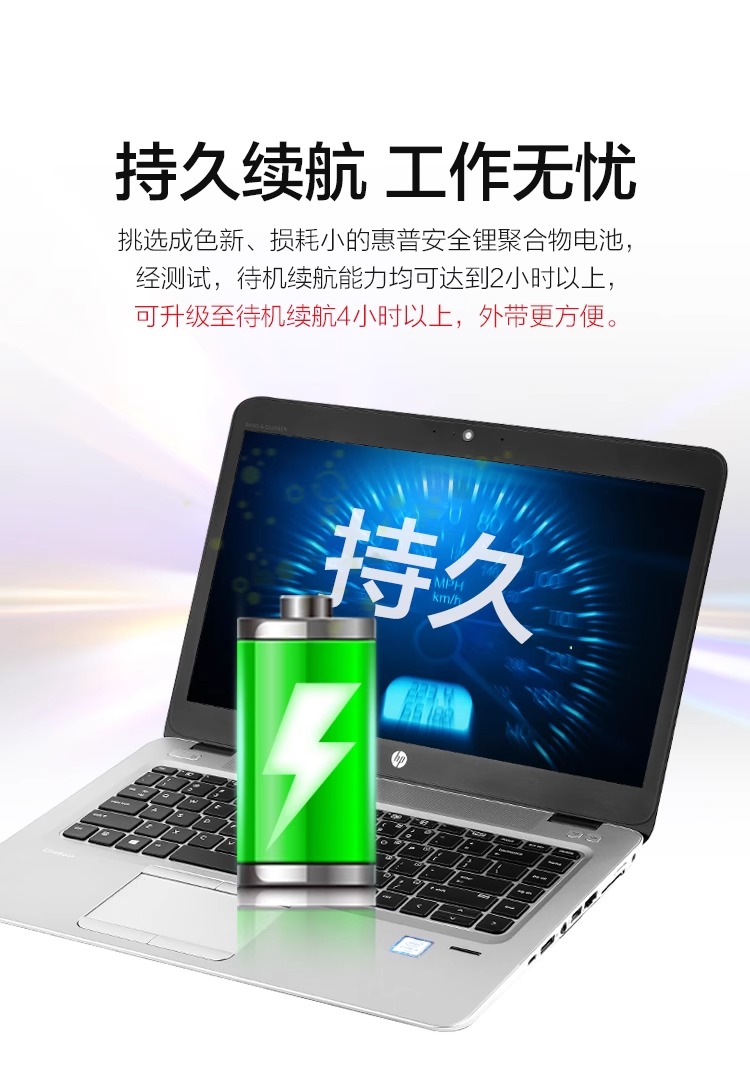 持久续航 工作无忧
挑选成色新、损耗小的惠普安全锂聚合物电池，
经测试，待机续航能力均可达到2小时以上，
可升级至待机续航4小时以上，外带更方便。
持久
MPH
km/h
hp